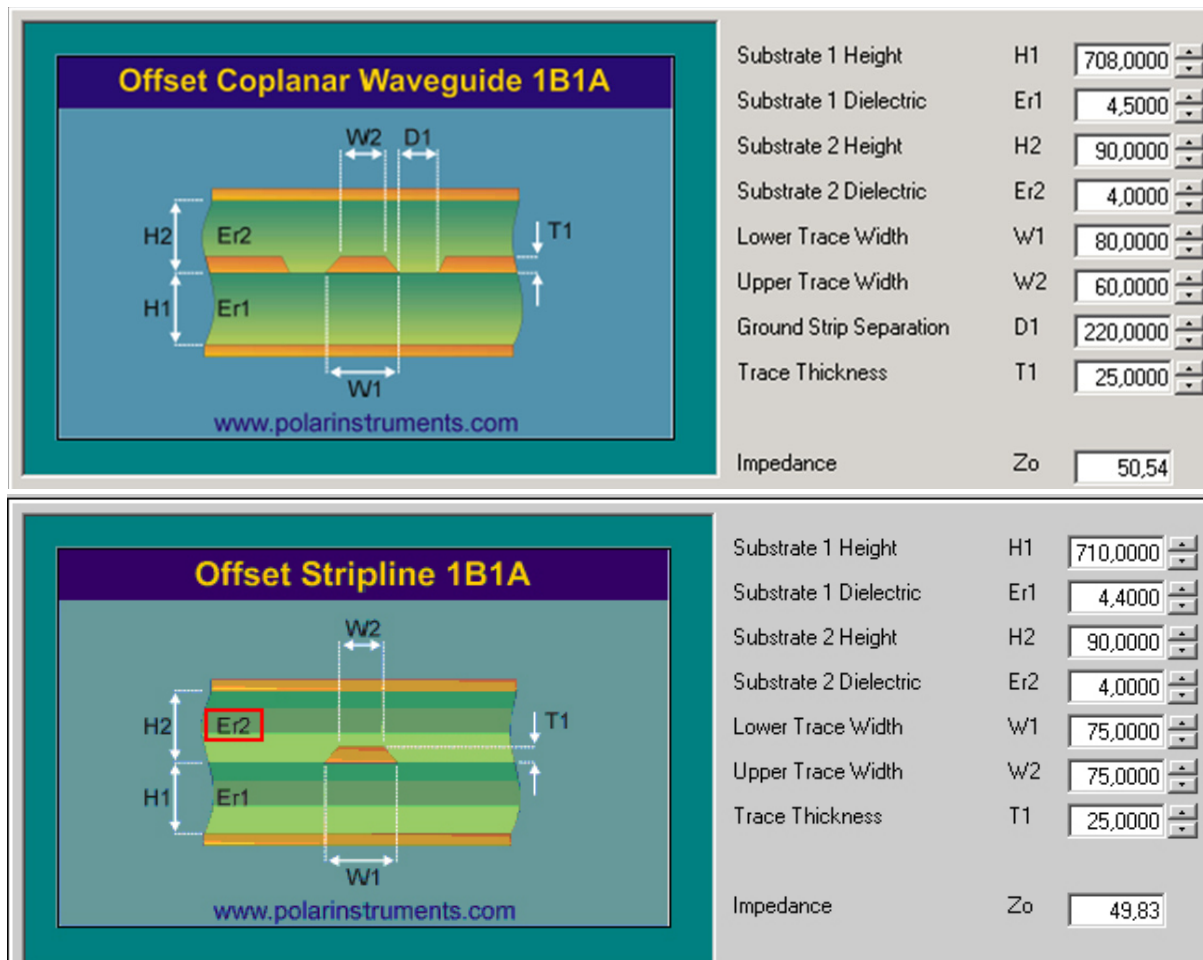 Offset Coplanar Waveguide 1B1A
W2 D1
H2 Er2 T1
H1 Er1
W1
www.polarinstruments.com
Substrate 1 Height H1 708,0000
Substrate 1 Dielectric Er1 4,5000
Substrate 2 Height H2 90,0000
Substrate 2 Dielectric Er2 4,0000
Lower Trace Width W1 80,0000
Upper Trace Width W2 60,0000
Ground Strip Separation D1 220,0000
Trace Thickness T1 25,0000
Impedance Zo 50,54
Offset Stripline 1B1A
W2
H2 Er2 T1
H1 Er1
W1
www.polarinstruments.com
Substrate 1 Height H1 710,0000
Substrate 1 Dielectric Er1 4,4000
Substrate 2 Height H2 90,0000
Substrate 2 Dielectric Er2 4,0000
Lower Trace Width W1 75,0000
Upper Trace Width W2 75,0000
Trace Thickness T1 25,0000
Impedance Zo 49,83